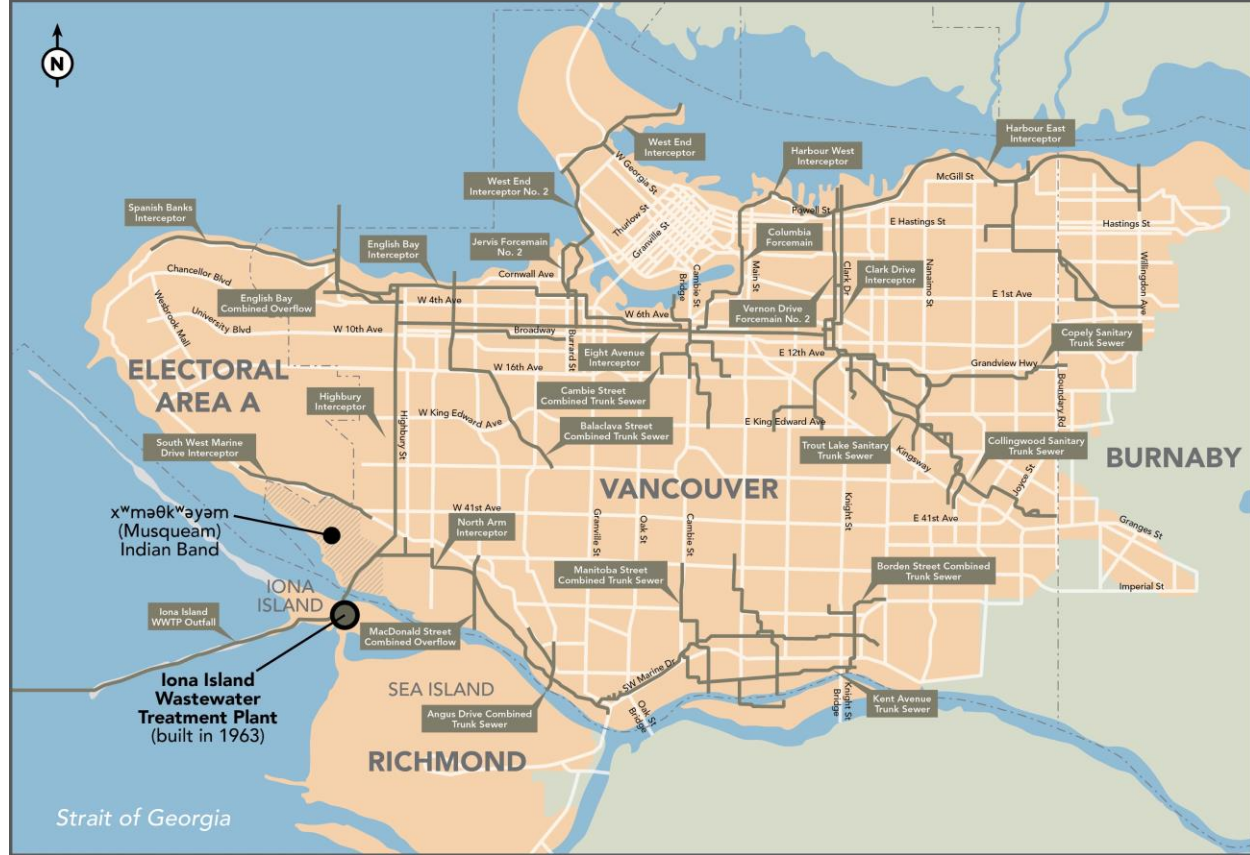 N
West End
Interceptor
Harbour West
Interceptor
Harbour East
Interceptor
W Georgia St
McGill St
West End
Interceptor No. 2
Spanish Banks
Interceptor
Thurlow St
Granville St
Powell St
E Hastings St
Hastings St
Jervis Forcemain
No. 2
Columbia
Forcemain
English Bay
Interceptor
Cornwall Ave
Cambie St
Bridge
Main St
Clark Dr
Clark Drive
Interceptor
Nanaimo St
Willingdon Ave
Chancellor Blvd
Wesbrook Mall
University Blvd
English Bay
Combined Overflow
W 4th Ave
W 6th Ave
Vernon Drive
Forcemain No. 2
E 1st Ave
W 10th Ave
Broadway
Burrard St
Eight Avenue
Interceptor
E 12th Ave
Copely Sanitary
Trunk Sewer
Grandview Hwy
ELECTORAL
AREA A
W 16th Ave
Cambie Street
Combined Trunk Sewer
Boundary Rd
Highbury
Interceptor
Highbury St
W King Edward Ave
Balaclava Street
Combined Trunk Sewer
E King Edward Ave
Trout Lake Sanitary
Trunk Sewer
Kingsway
Collingwood Sanitary
Trunk Sewer
Joyce St
BURNABY
South West Marine
Drive Interceptor
VANCOUVER
xʷməθkʷəy̓əm
(Musqueam)
Indian Band
W 41st Ave
North Arm
Interceptor
Granville St
Oak St
Cambie St
Knight St
E 41st Ave
Granges St
Imperial St
Manitoba Street
Combined Trunk Sewer
Borden Street Combined
Trunk Sewer
IONA
ISLAND
Iona Island
WWTP Outfall
MacDonald Street
Combined Overflow
Iona Island
Wastewater
Treatment Plant
(built in 1963)
SEA ISLAND
SW Marine Dr
Angus Drive Combined
Trunk Sewer
Oak St
Bridge
Knight St
Bridge
Kent Avenue
Trunk Sewer
RICHMOND
Strait of Georgia